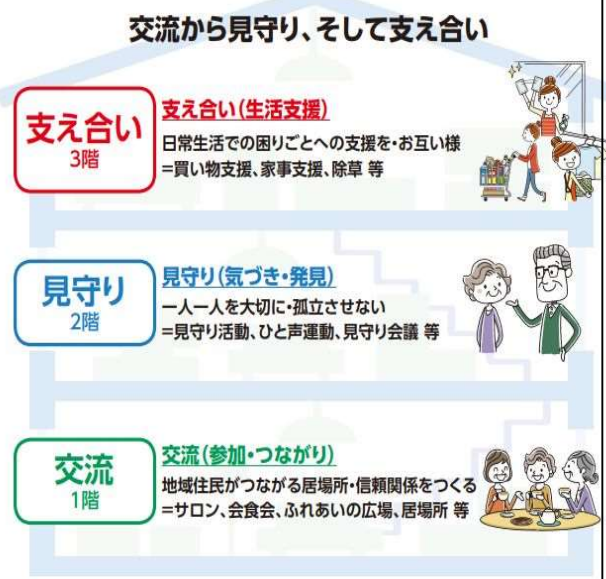 交流から見守り、そして支え合い
支え合い
3階
支え合い(生活支援)
日常生活での困りごとへの支援を・お互い様
=買い物支援、家事支援、除草 等
見守り
2階
見守り(気づき・発見)
一人一人を大切に・孤立させない
=見守り活動、ひと声運動、見守り会議 等
交流
1階
交流(参加・つながり)
地域住民がつながる居場所・信頼関係をつくる
=サロン、会食会、ふれあいの広場、居場所 等